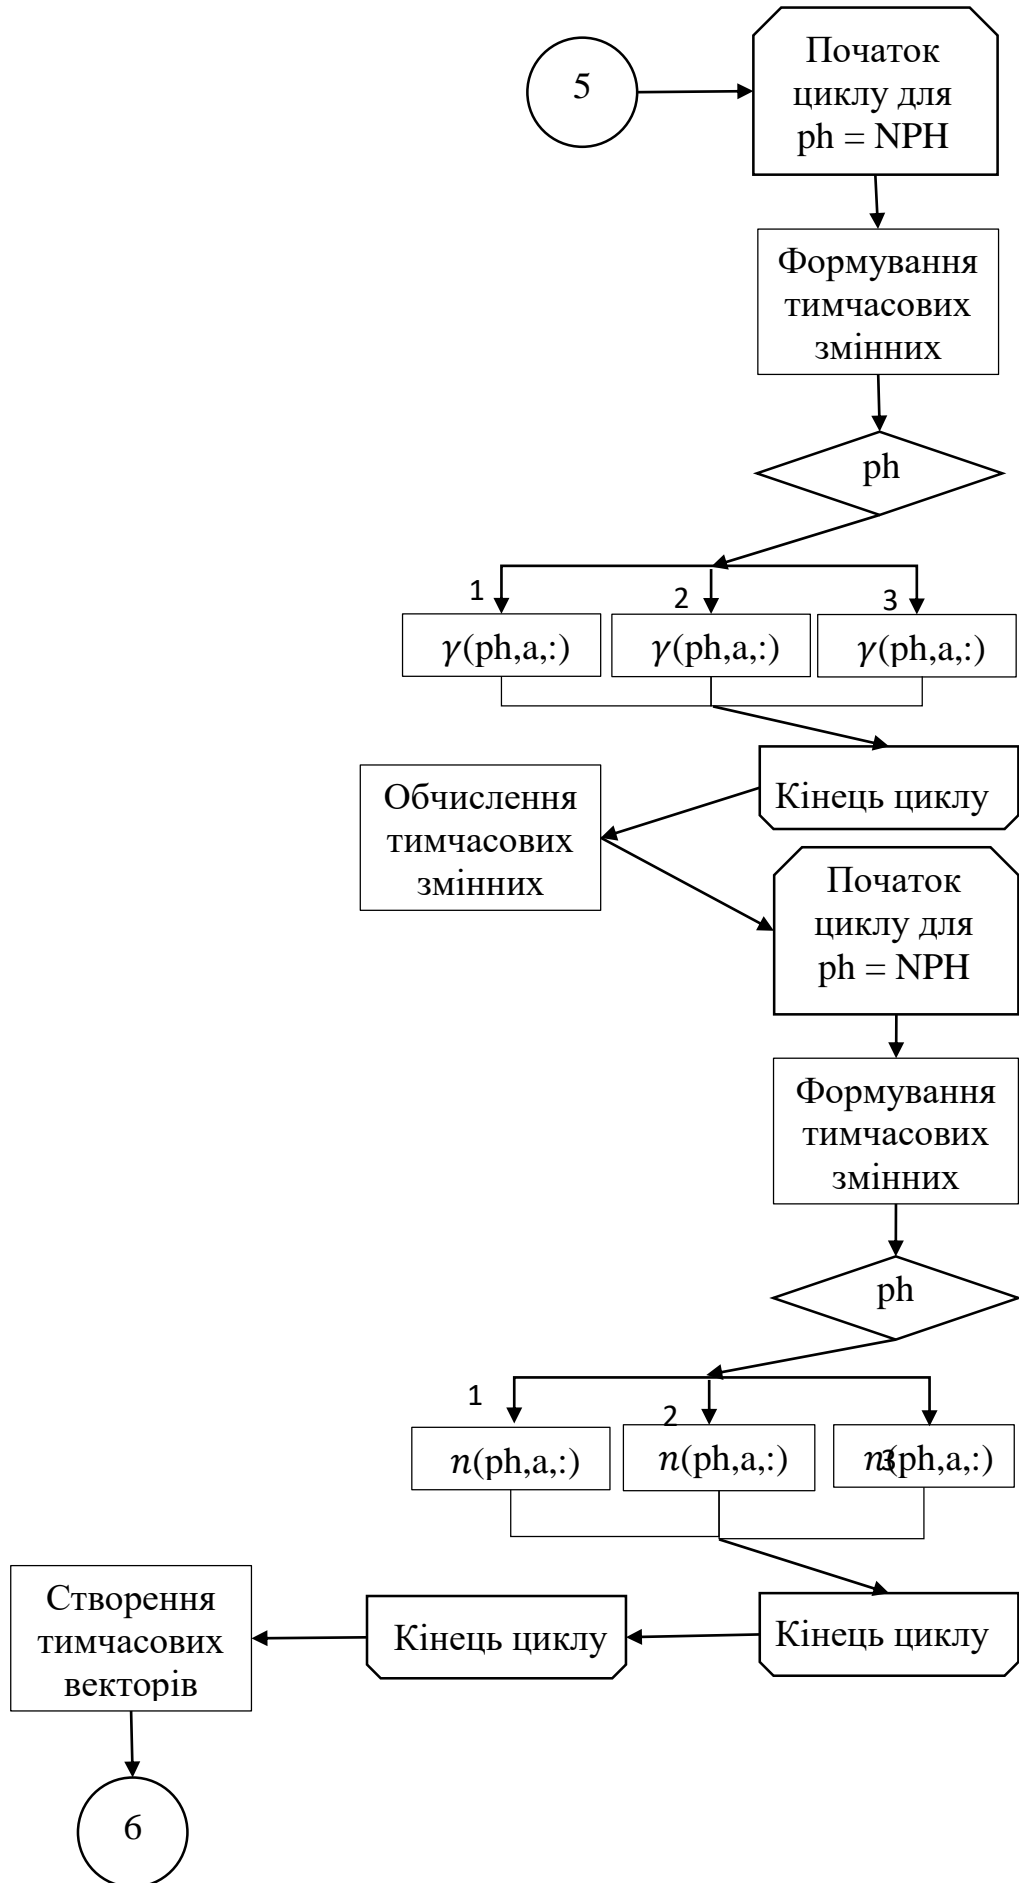 5
Початок
циклу для
ph = NPH
Формування
тимчасових
змінних
ph
1
2
3
γ(ph,a,:)
γ(ph,a,:)
γ(ph,a,:)
Кінець циклу
Обчислення
тимчасових
змінних
Початок
циклу для
ph = NPH
Формування
тимчасових
змінних
ph
1
2
3
n(ph,a,:)
n(ph,a,:)
n(ph,a,:)
Створення
тимчасових
векторів
Кінець циклу
Кінець циклу
6